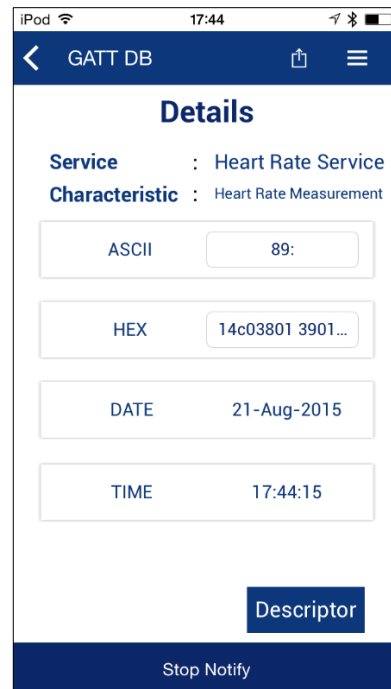 iPod 17:44
GATT DB
Details
Service : Heart Rate Service
Characteristic : Heart Rate Measurement
ASCII 89:
HEX 14c03801 3901...
DATE 21-Aug-2015
TIME 17:44:15
Descriptor
Stop Notify